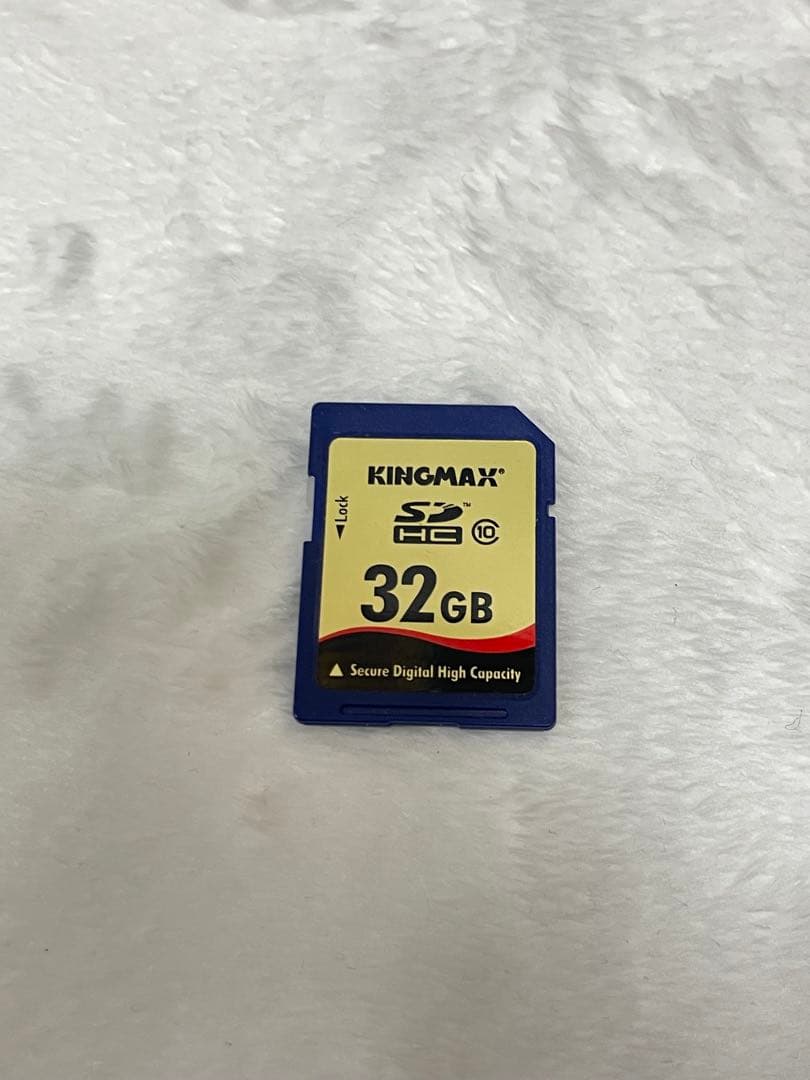 KINGMAX®
◀Lock
SD™
HC 10
32GB
▲ Secure Digital High Capacity